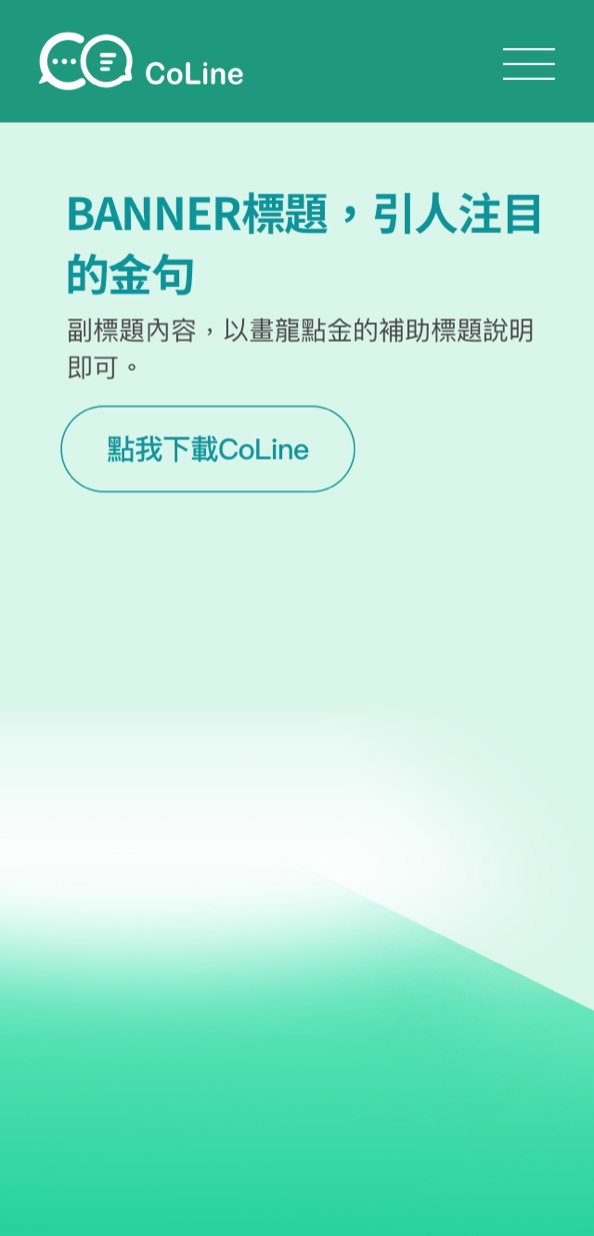 CoLine
BANNER標題，引人注目
的金句
副標題內容，以畫龍點金的補助標題說明
即可。
點我下載CoLine